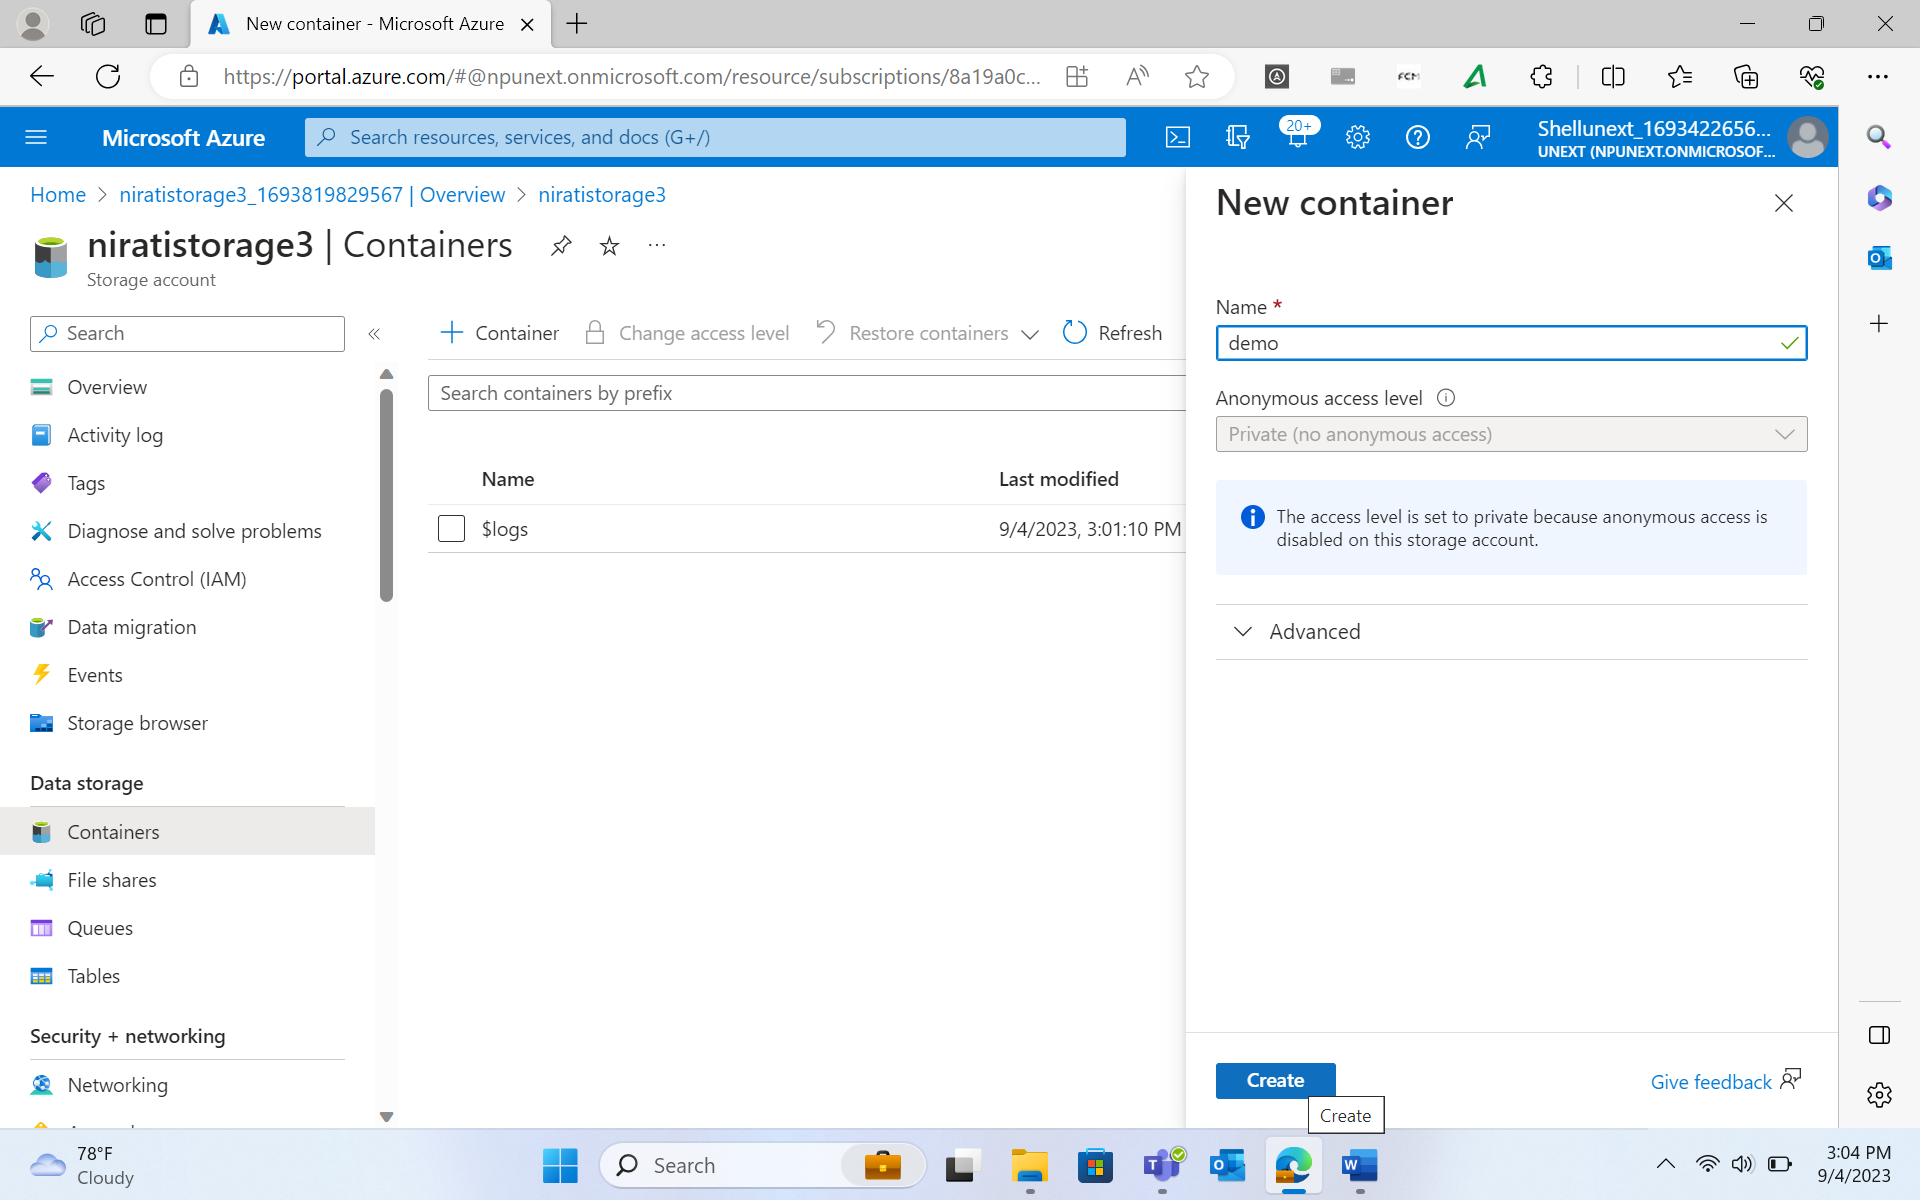 New container - Microsoft Azure
https://portal.azure.com/#@npunext.onmicrosoft.com/resource/subscriptions/8a19a0c...
FCM
Microsoft Azure
Search resources, services, and docs (G+/)
20+
Shellunext_1693422656...
UNEXT (NPUNEXT.ONMICROSOF...
Home > niratistorage3_1693819829567 | Overview > niratistorage3
niratistorage3 | Containers
Storage account
Search
Container
Change access level
Restore containers
Refresh
Search containers by prefix
Name
Last modified
$logs
9/4/2023, 3:01:10 PM
Overview
Activity log
Tags
Diagnose and solve problems
Access Control (IAM)
Data migration
Events
Storage browser
Data storage
Containers
File shares
Queues
Tables
Security + networking
Networking
New container
Name *
demo
Anonymous access level
Private (no anonymous access)
The access level is set to private because anonymous access is
disabled on this storage account.
Advanced
Create
Give feedback
Create
78°F
Cloudy
Search
3:04 PM
9/4/2023